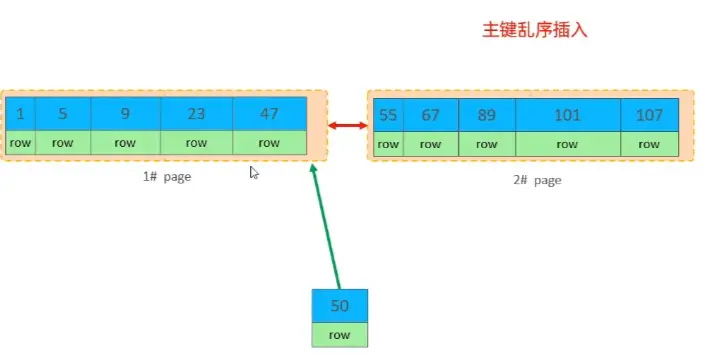 主键乱序插入
1 5 9 23 47
row row row row row
1# page
55 67 89 101 107
row row row row row
2# page
50
row